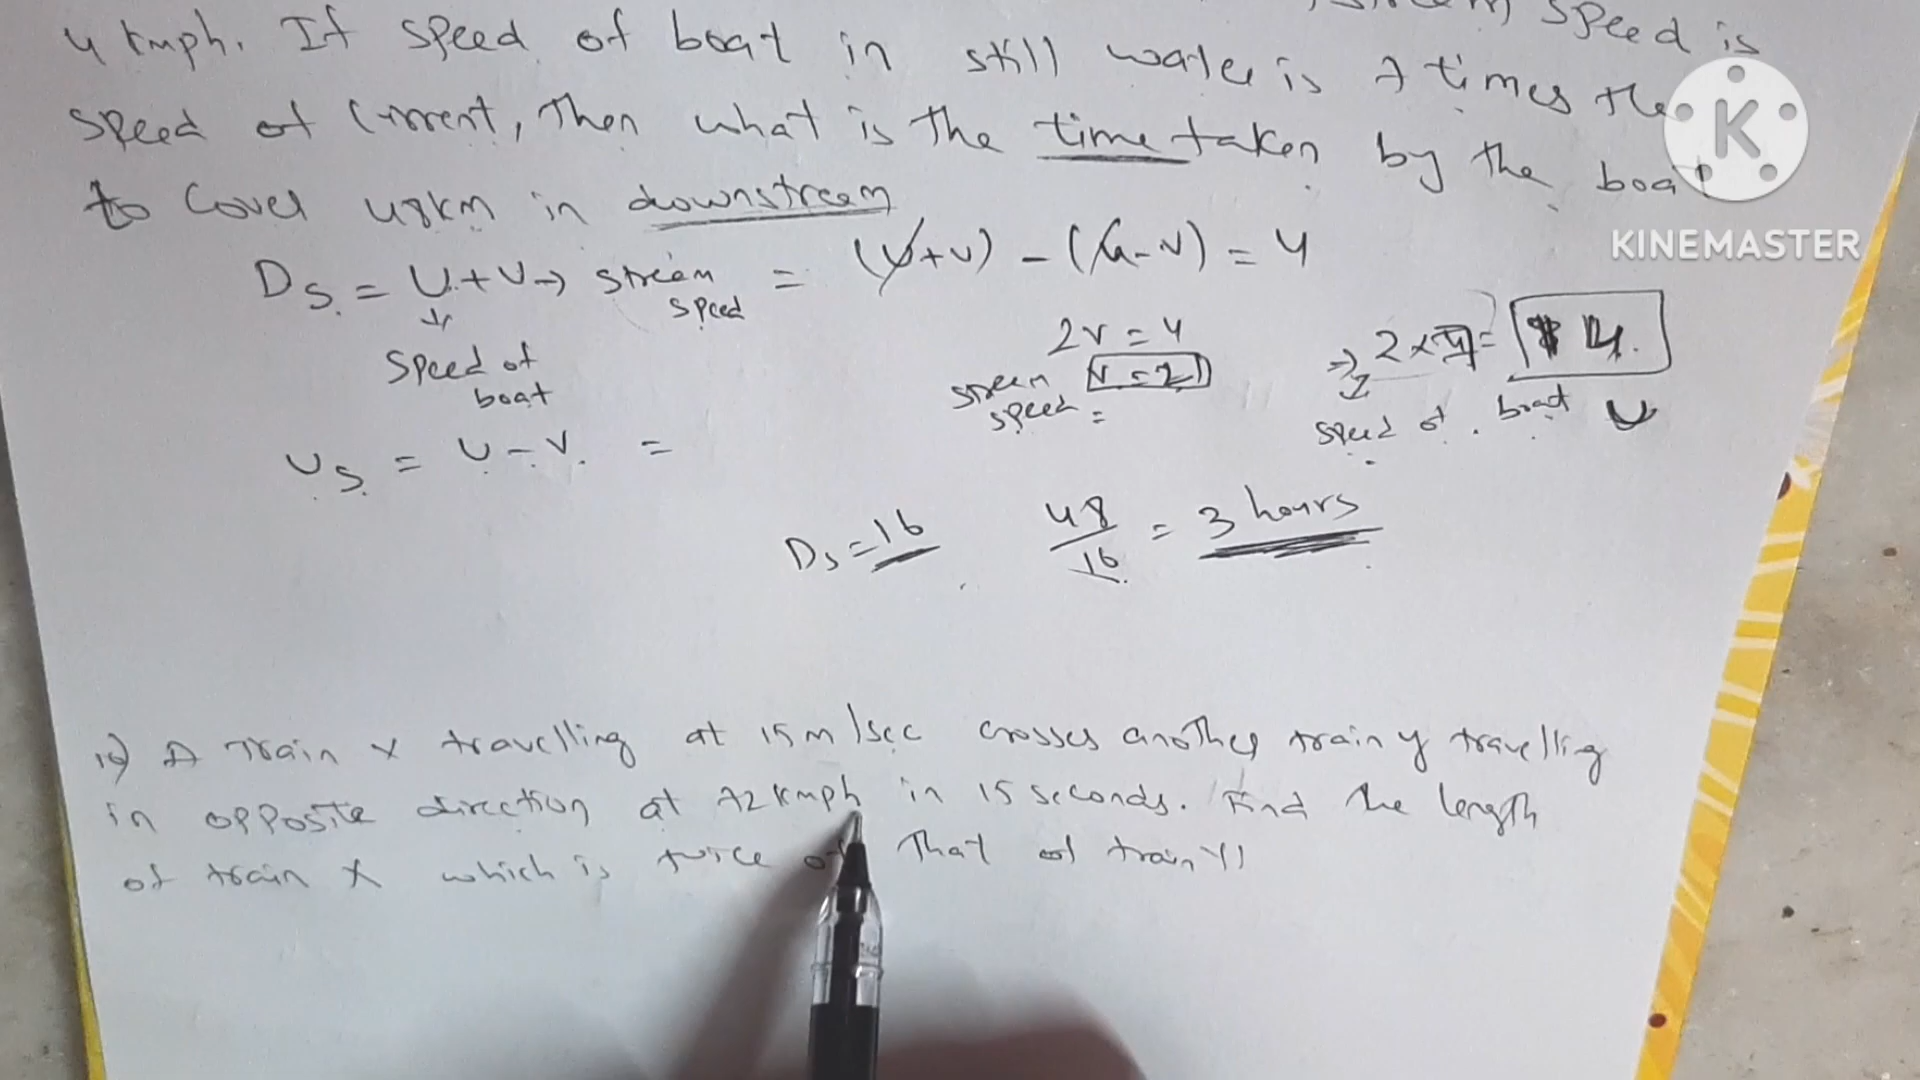 speed is
4 kmph. If speed of boat in still water is 7 times the
speed of current, Then what is the time taken by the boat
to cover 48km in downstream
Ds = U+V→ stream speed = (U+V) - (U-V) = 4
speed of boat
2V = 4
stream speed = V = 2
⇒ 2×7 = 14
speed of boat U
Us = U - V =
Ds = 16 48/16 = 3 hours
A Train X travelling at 15m/sec crosses another train Y travelling
in opposite direction at 72 kmph in 15 seconds. Find the length
of train X which is twice of that of train Y)
KINEMASTER